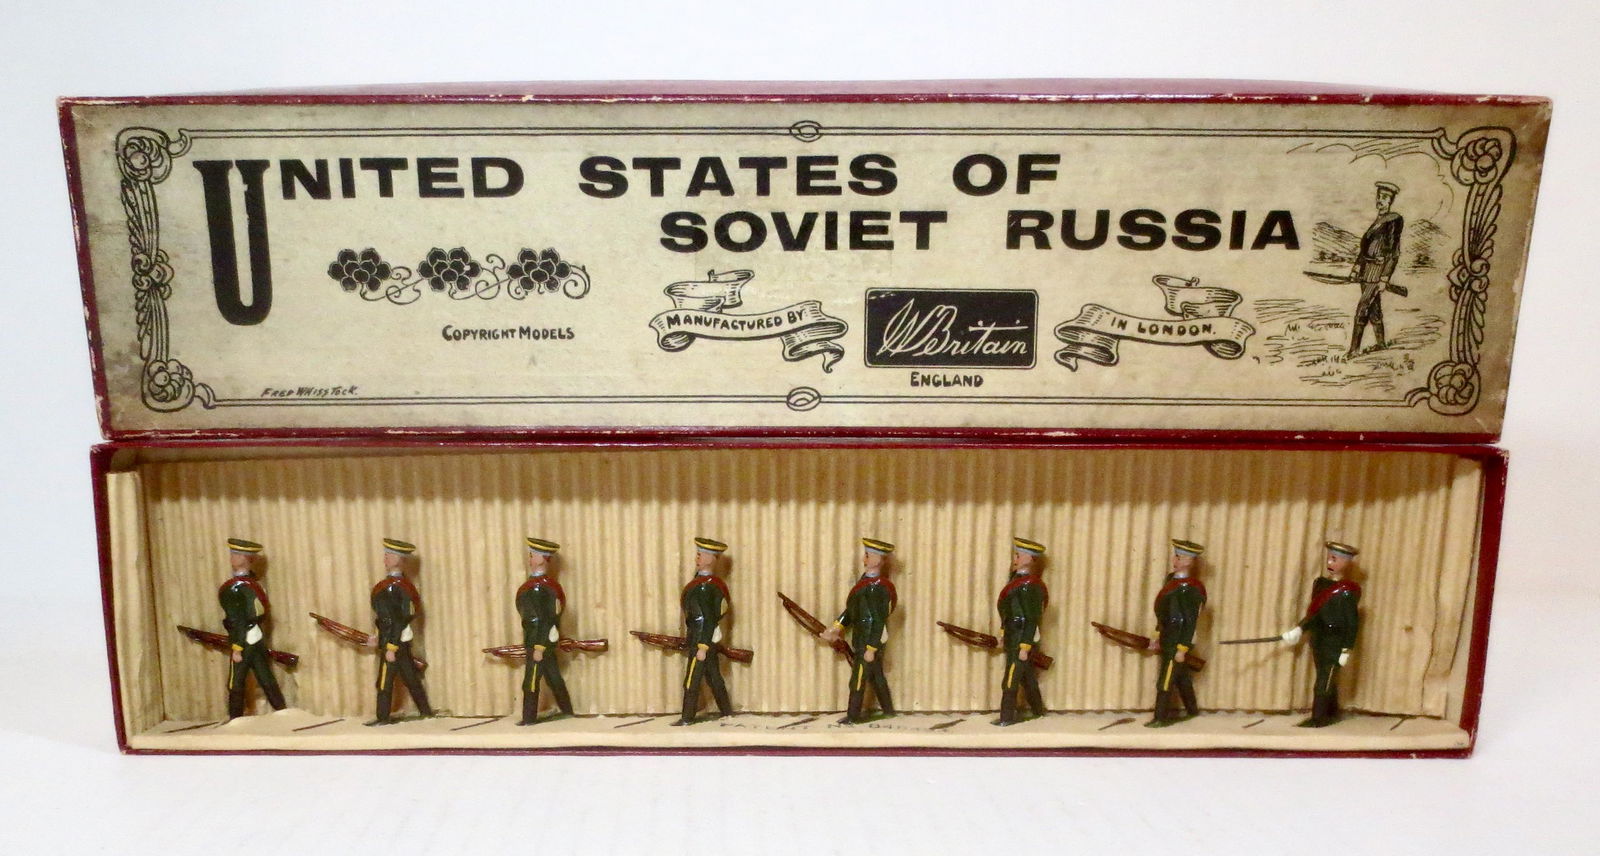 UNITED STATES OF
SOVIET RUSSIA
COPYRIGHT MODELS
MANUFACTURED BY
W Britain
IN LONDON.
ENGLAND
FRED WHISSTOCK.